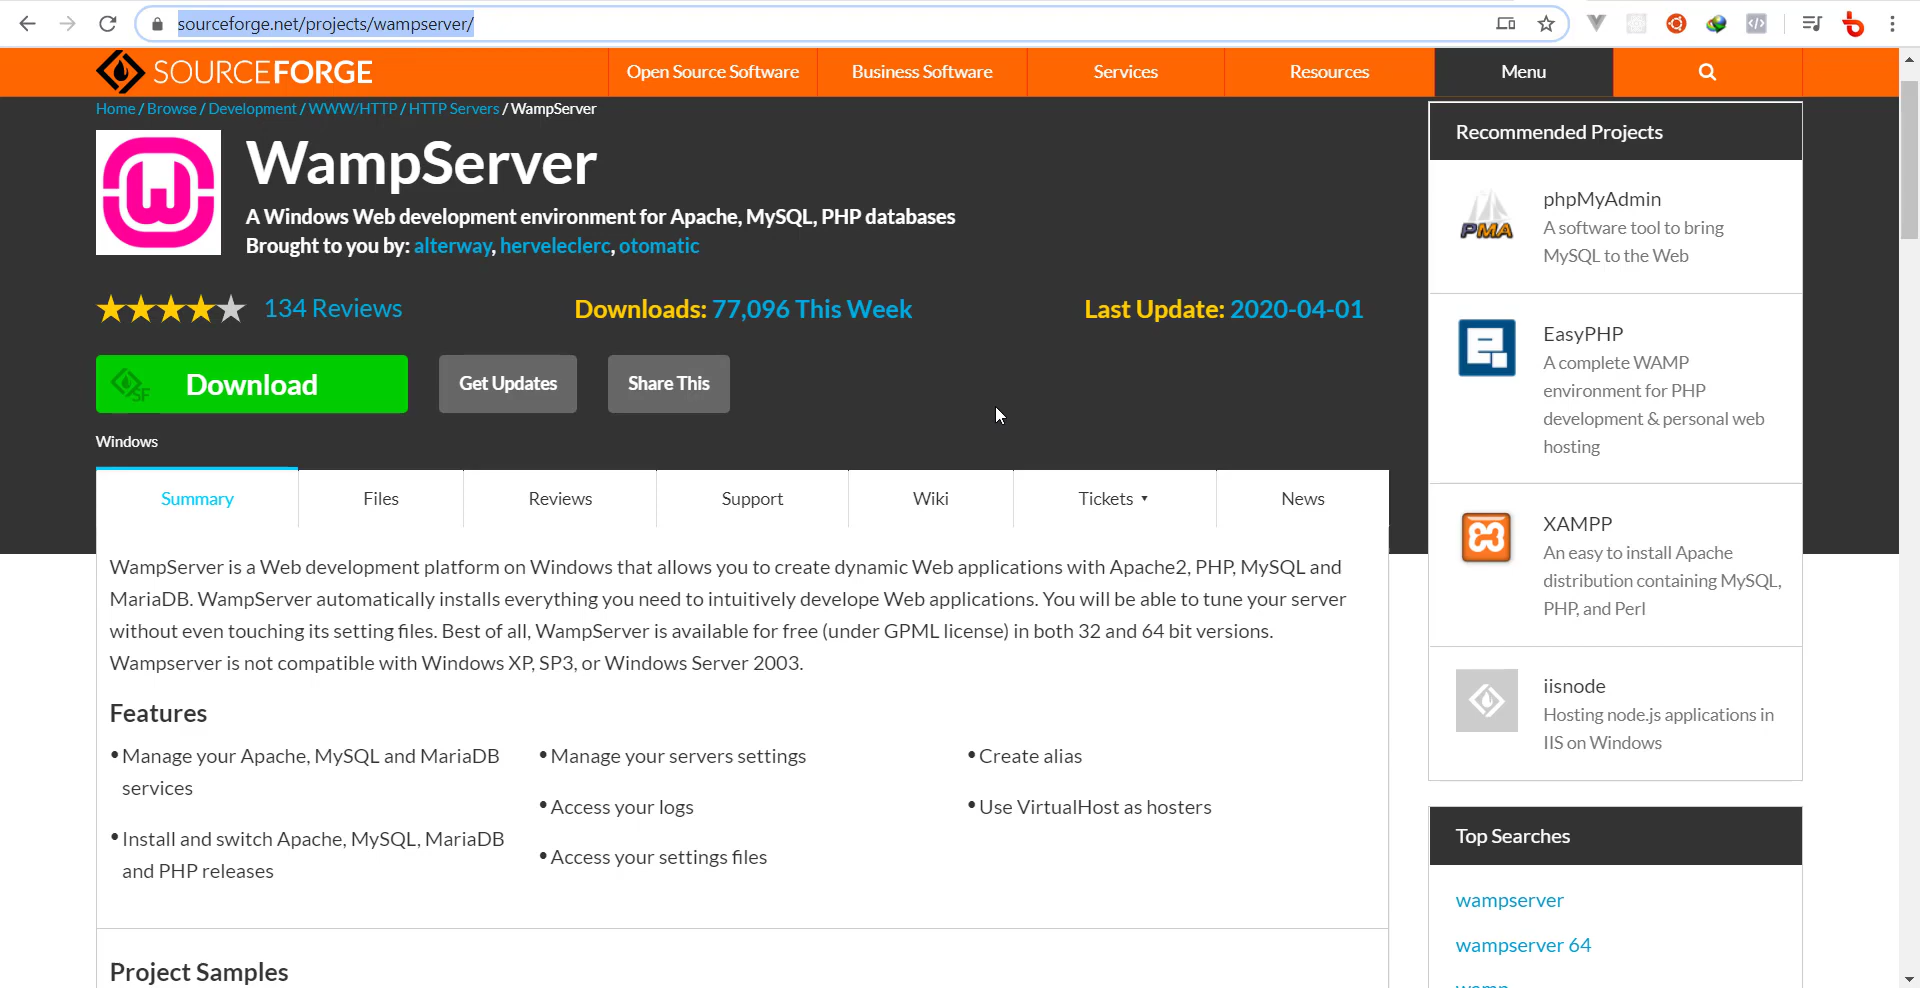 sourceforge.net/projects/wampserver/
SOURCEFORGE
Open Source Software
Business Software
Services
Resources
Menu
Home / Browse / Development / WWW/HTTP / HTTP Servers / WampServer
WampServer
A Windows Web development environment for Apache, MySQL, PHP databases
Brought to you by: alterway, herveleclerc, otomatic
134 Reviews
Downloads: 77,096 This Week
Last Update: 2020-04-01
SF
Download
Get Updates
Share This
Windows
Summary
Files
Reviews
Support
Wiki
Tickets
News
WampServer is a Web development platform on Windows that allows you to create dynamic Web applications with Apache2, PHP, MySQL and
MariaDB. WampServer automatically installs everything you need to intuitively develope Web applications. You will be able to tune your server
without even touching its setting files. Best of all, WampServer is available for free (under GPML license) in both 32 and 64 bit versions.
Wampserver is not compatible with Windows XP, SP3, or Windows Server 2003.
Features
• Manage your Apache, MySQL and MariaDB
services
• Install and switch Apache, MySQL, MariaDB
and PHP releases
• Manage your servers settings
• Access your logs
• Access your settings files
• Create alias
• Use VirtualHost as hosters
Project Samples
Recommended Projects
PMA
phpMyAdmin
A software tool to bring
MySQL to the Web
EasyPHP
A complete WAMP
environment for PHP
development & personal web
hosting
XAMPP
An easy to install Apache
distribution containing MySQL,
PHP, and Perl
iisnode
Hosting node.js applications in
IIS on Windows
Top Searches
wampserver
wampserver 64
wamp